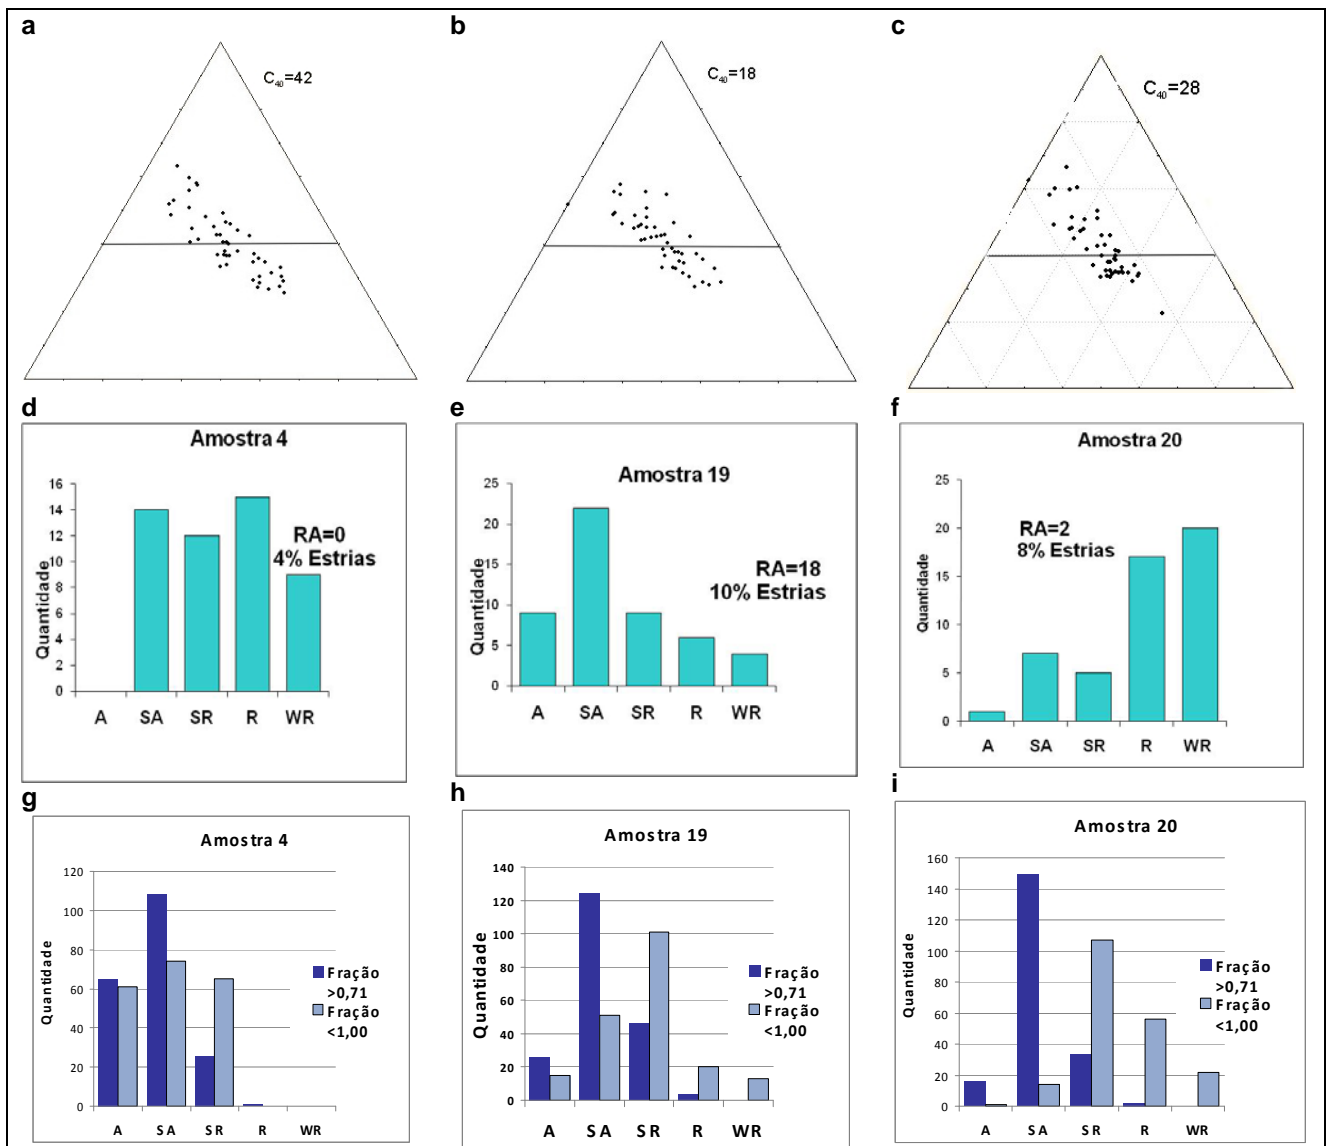 a
C₄₀=42
b
C₄₀=18
c
C₄₀=28
d
Amostra 4
Quantidade
16
14
12
10
8
6
4
2
0
RA=0
4% Estrias
A SA SR R WR
e
Amostra 19
Quantidade
25
20
15
10
5
0
RA=18
10% Estrias
A SA SR R WR
f
Amostra 20
Quantidade
25
20
15
10
5
0
RA=2
8% Estrias
A SA SR R WR
g
Amostra 4
Quantidade
120
100
80
60
40
20
0
Fração
>0,71
Fração
<1,00
A SA SR R WR
h
Amostra 19
Quantidade
140
120
100
80
60
40
20
0
Fração
>0,71
Fração
<1,00
A SA SR R WR
i
Amostra 20
Quantidade
160
140
120
100
80
60
40
20
0
Fração
>0,71
Fração
<1,00
A SA SR R WR